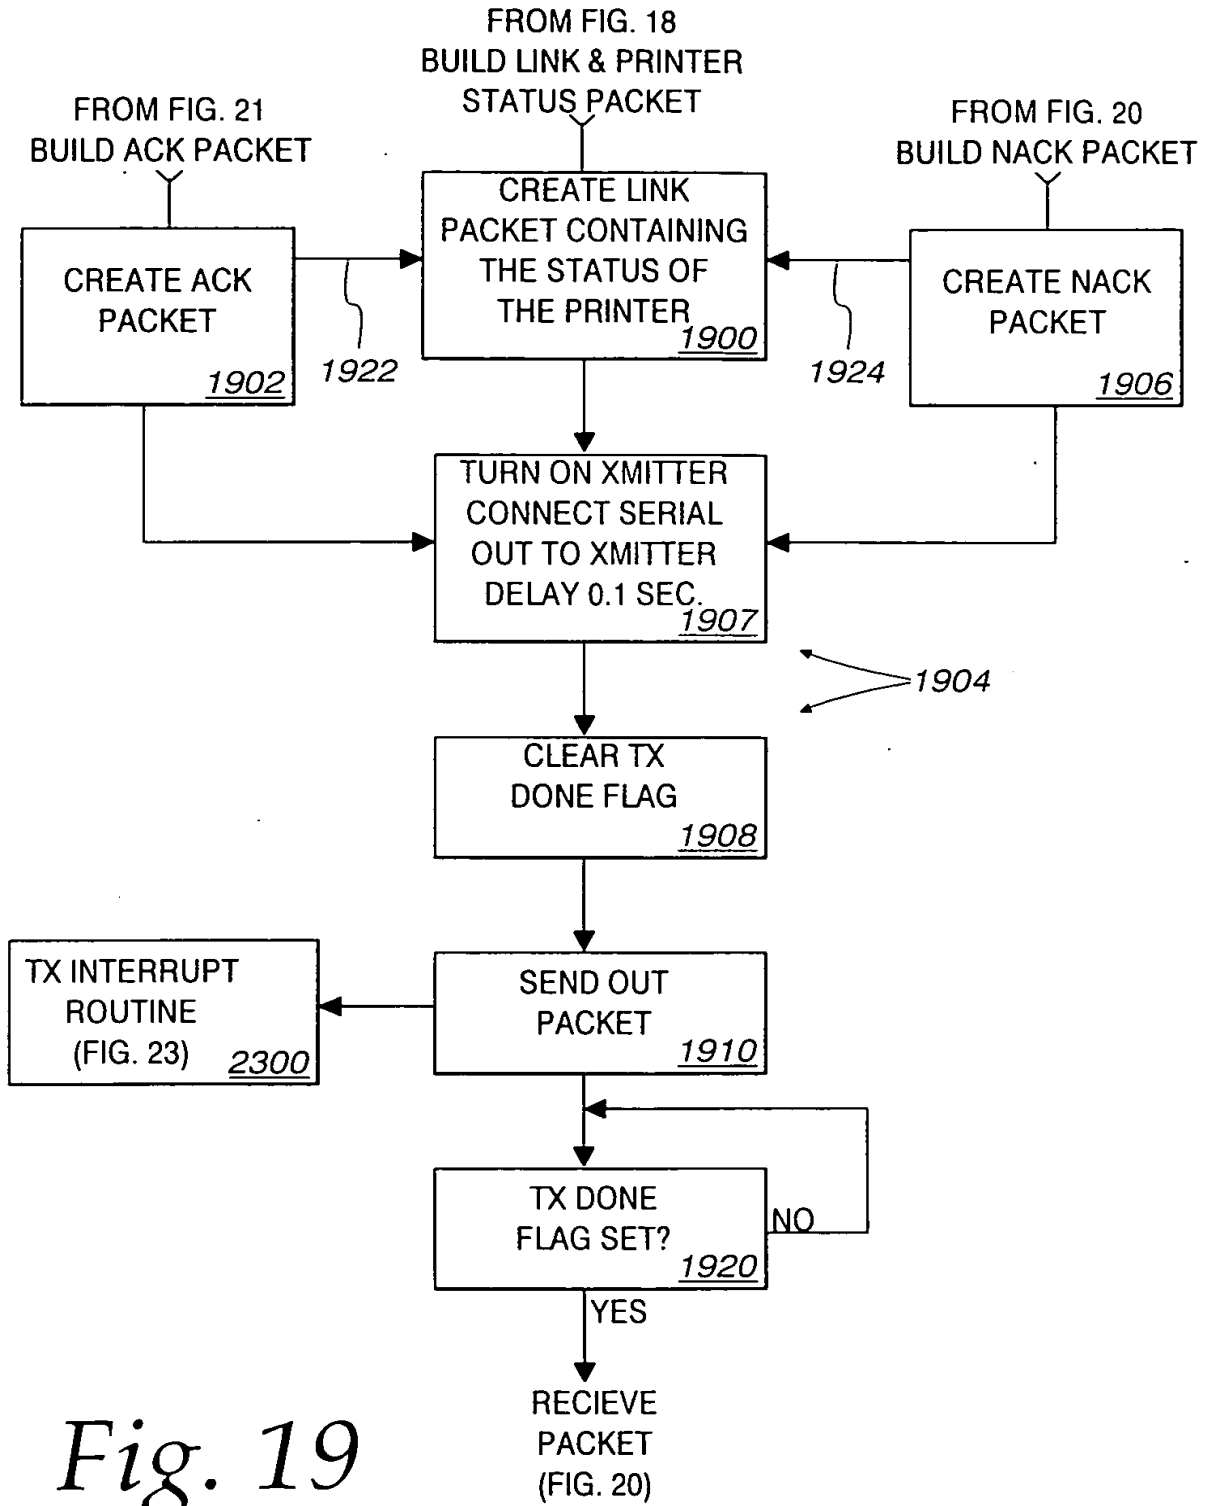 FROM FIG. 18
BUILD LINK & PRINTER
STATUS PACKET
FROM FIG. 21
BUILD ACK PACKET
FROM FIG. 20
BUILD NACK PACKET
CREATE ACK
PACKET
1902
1922
CREATE LINK
PACKET CONTAINING
THE STATUS OF
THE PRINTER
1900
1924
CREATE NACK
PACKET
1906
TURN ON XMITTER
CONNECT SERIAL
OUT TO XMITTER
DELAY 0.1 SEC.
1907
1904
CLEAR TX
DONE FLAG
1908
TX INTERRUPT
ROUTINE
(FIG. 23)
2300
SEND OUT
PACKET
1910
TX DONE
FLAG SET?
1920
NO
YES
RECIEVE
PACKET
(FIG. 20)
Fig. 19